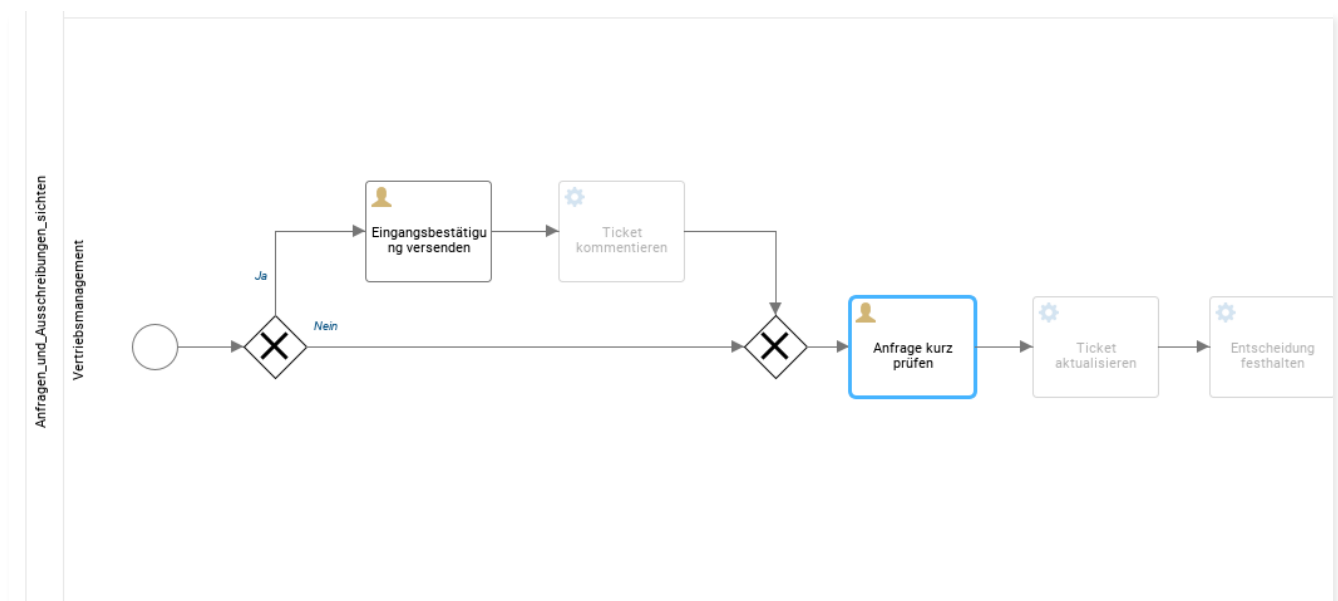 Anfragen_und_Ausschreibungen_sichten
Vertriebsmanagement
Ja
Nein
Eingangsbestätigu
ng versenden
Ticket
kommentieren
Anfrage kurz
prüfen
Ticket
aktualisieren
Entscheidung
festhalten